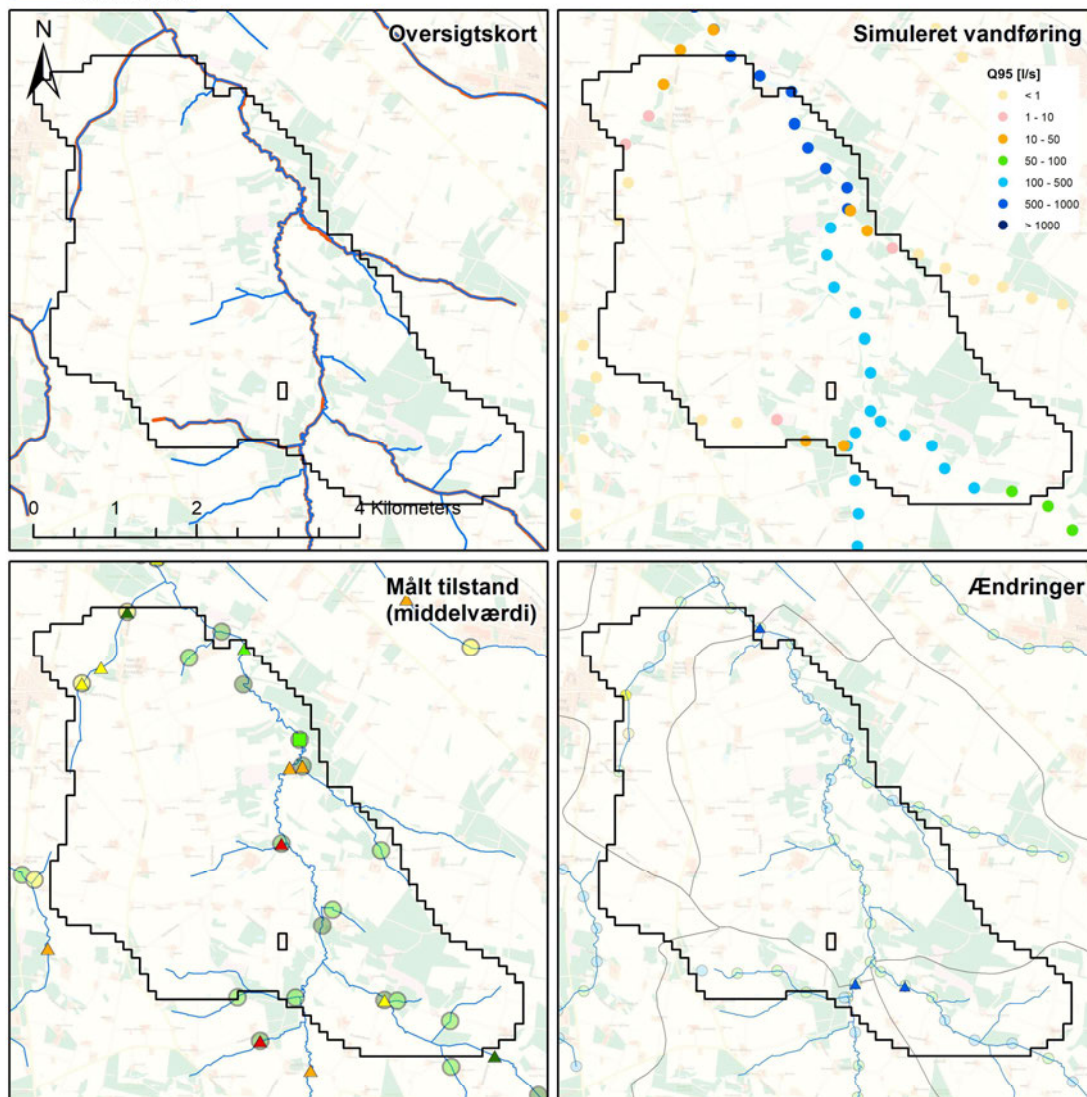 Oversigtskort
N
0 1 2 4 Kilometers
Simuleret vandføring
Q95 [l/s]
< 1
1 - 10
10 - 50
50 - 100
100 - 500
500 - 1000
> 1000
Målt tilstand
(middelværdi)
Ændringer